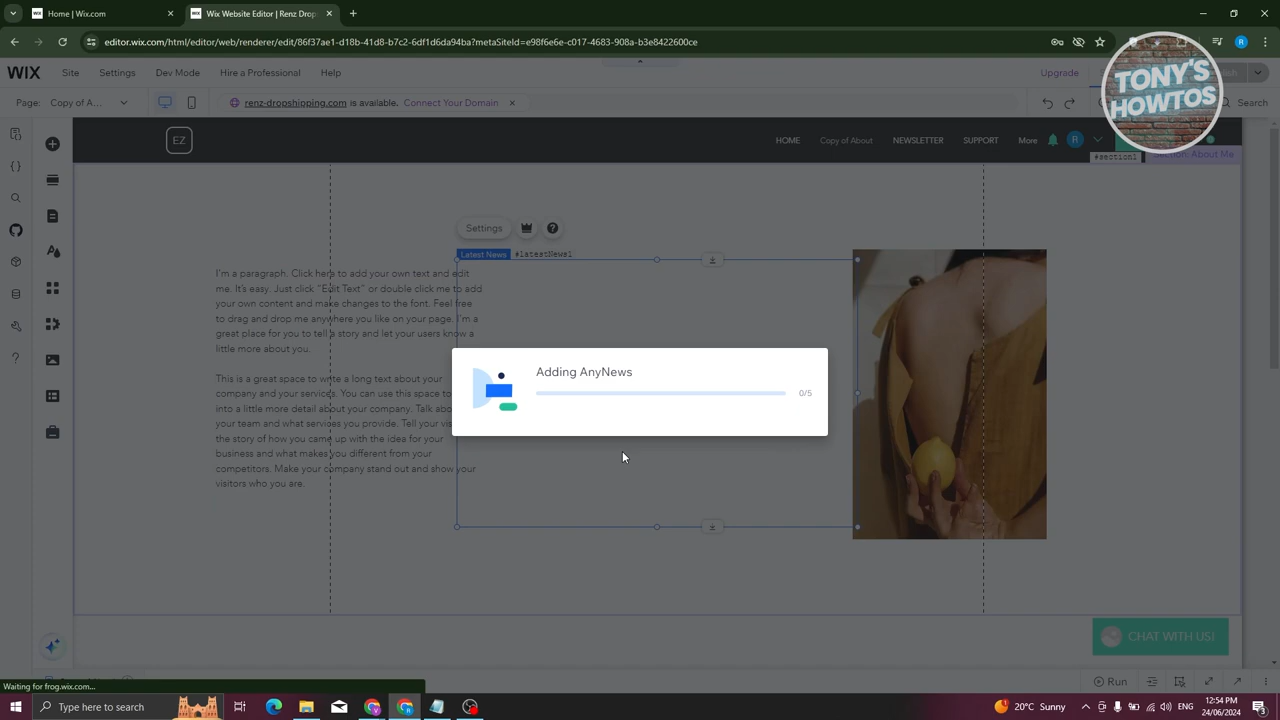 Home | Wix.com
Wix Website Editor | Renz Drop
editor.wix.com/html/editor/web/renderer/edit/86f37ae1-d18b-41d8-b7c2-6df1d6da94ba?metaSiteId=e98f6e6e-c017-4683-908a-b3e8422600ce
WIX
Site
Settings
Dev Mode
Hire a Professional
Help
Upgrade
TONY'S
HOWTOS
Page: Copy of A...
renz-dropshipping.com is available. Connect Your Domain
Search
EZ
HOME
Copy of About
NEWSLETTER
SUPPORT
More
R
#section1
Section: About Me
Settings
Latest News
#latestNews1
I'm a paragraph. Click here to add your own text and edit
me. It's easy. Just click "Edit Text" or double click me to add
your own content and make changes to the font. Feel free
to drag and drop me anywhere you like on your page. I'm a
great place for you to tell a story and let your users know a
little more about you.
This is a great space to write a long text about your
company and your services. You can use this space to
into a little more detail about your company. Talk abou
your team and what services you provide. Tell your vis
the story of how you came up with the idea for your
business and what makes you different from your
competitors. Make your company stand out and show your
visitors who you are.
Adding AnyNews
0/5
CHAT WITH US!
Waiting for frog.wix.com...
Run
Type here to search
20°C Sunny
12:54 PM
24/06/2024